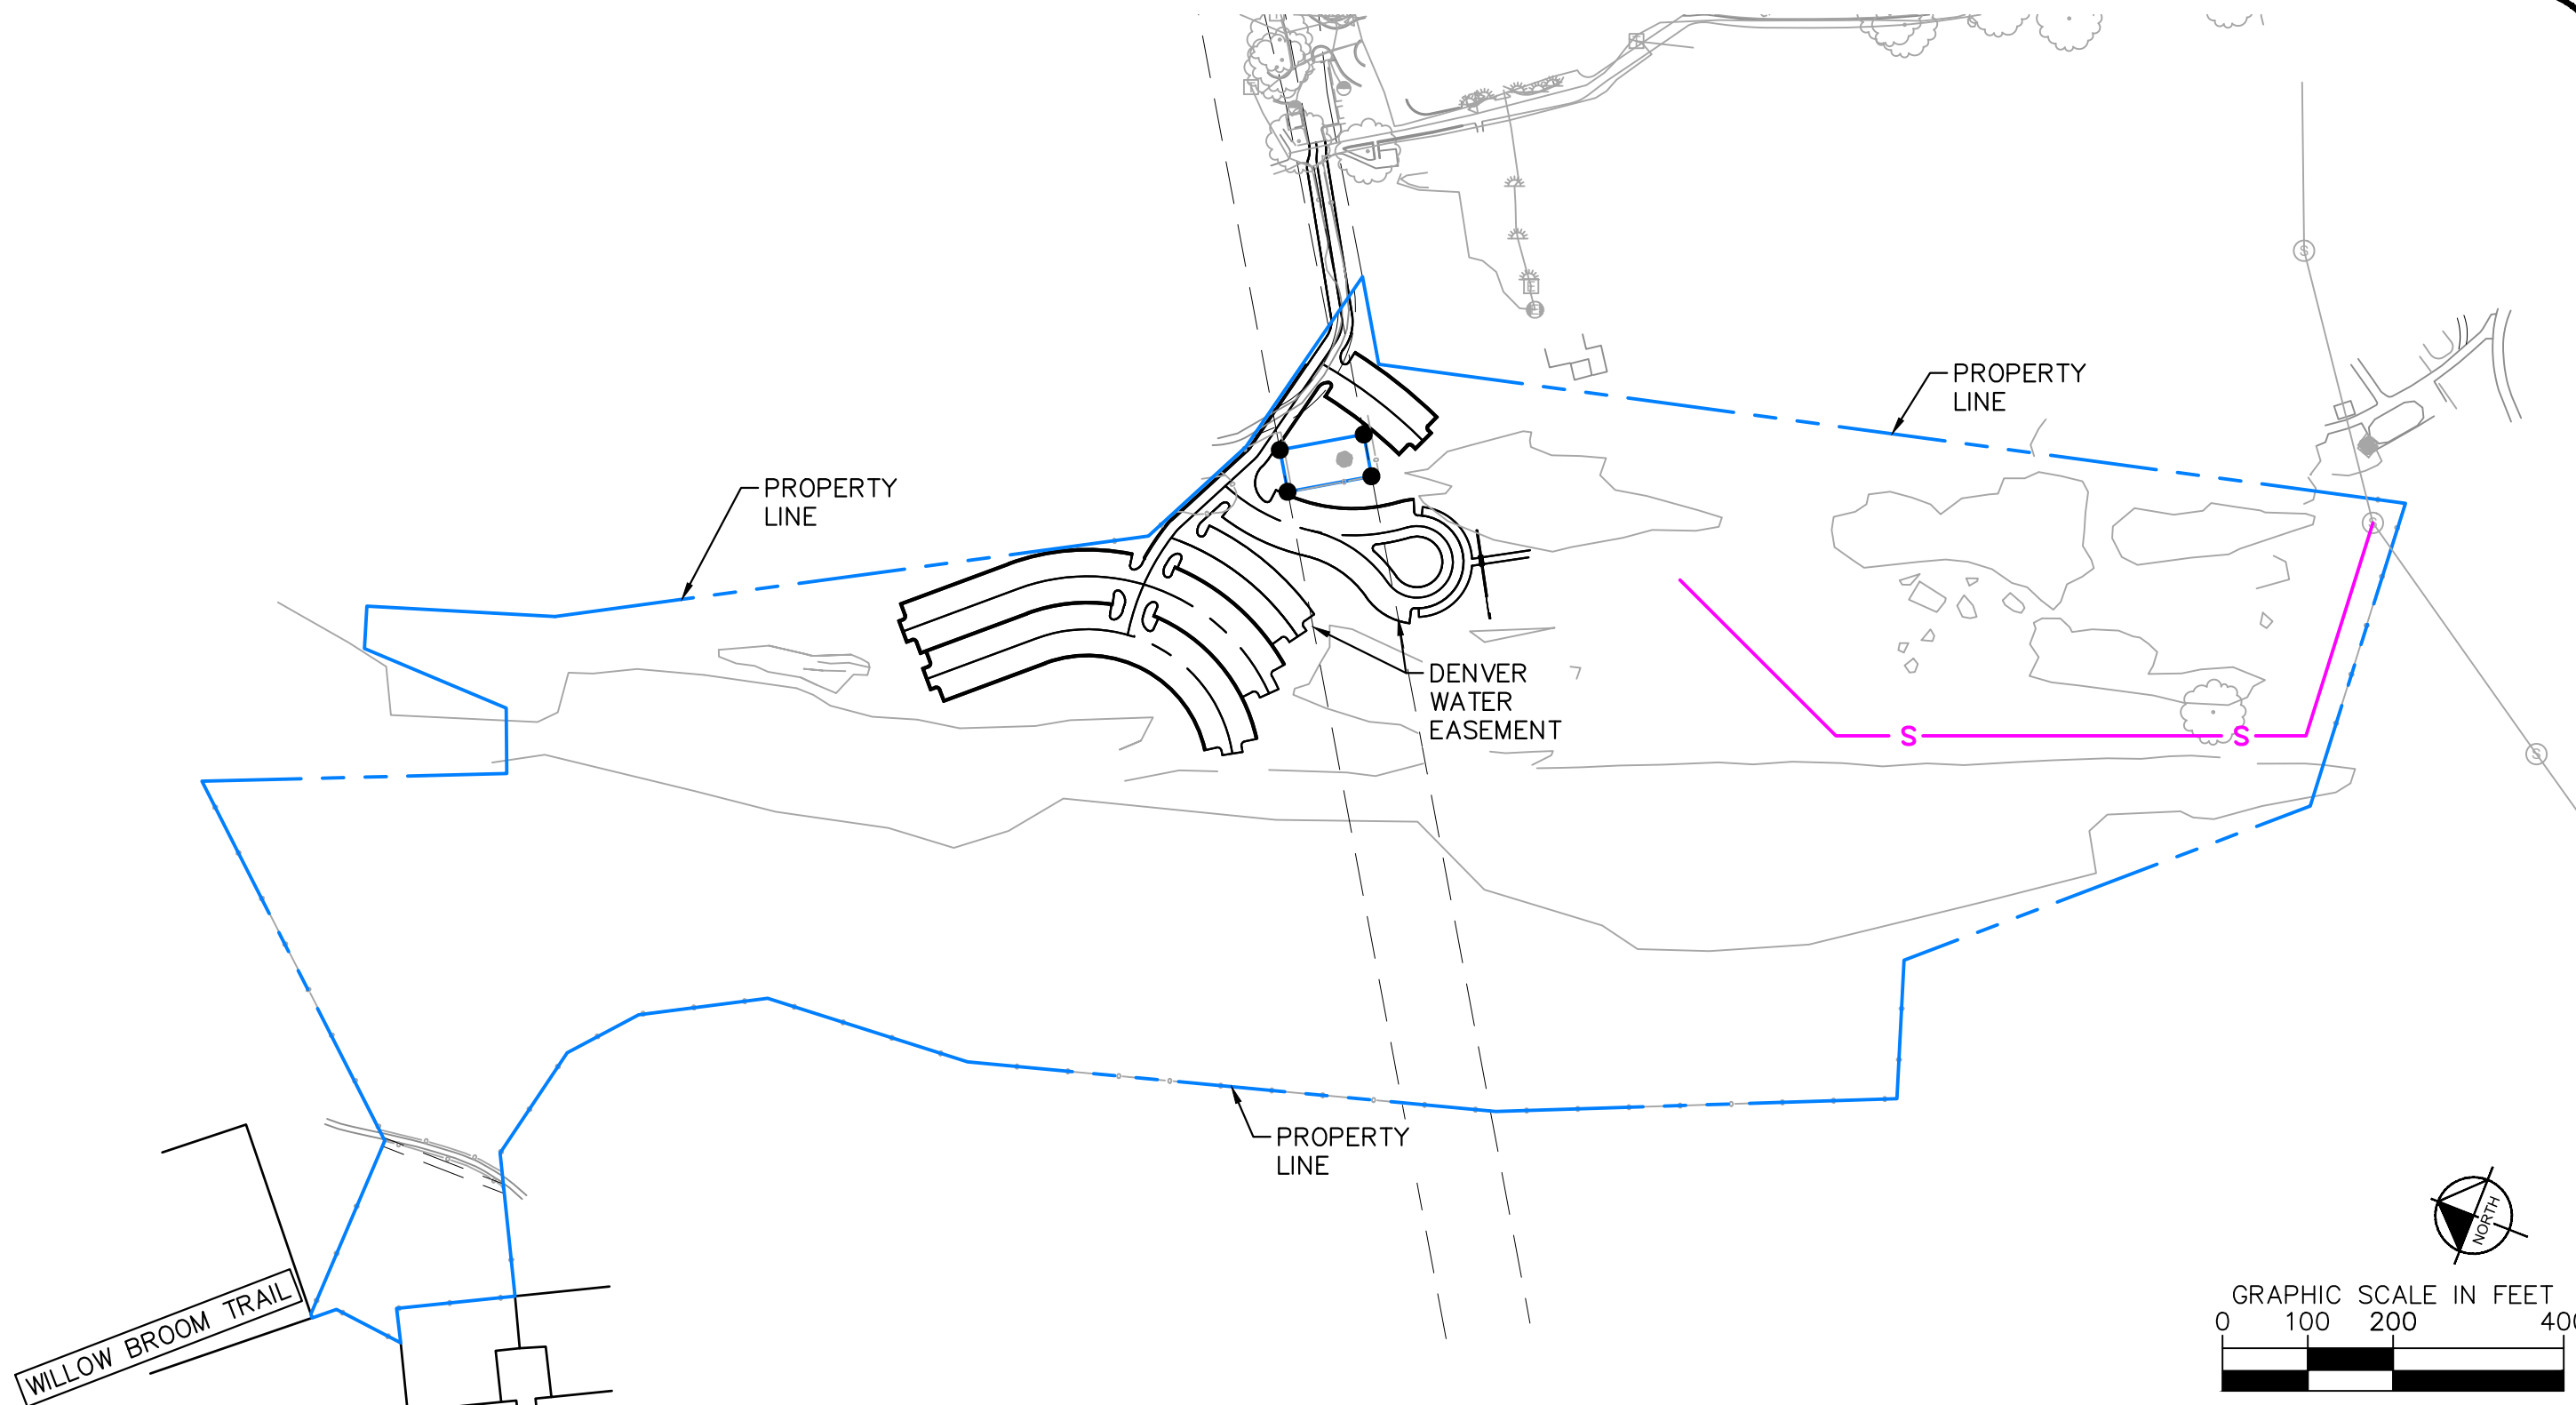 PROPERTY
LINE
PROPERTY
LINE
DENVER
WATER
EASEMENT
S
S
S
S
S
E
PROPERTY
LINE
NORTH
WILLOW BROOM TRAIL
GRAPHIC SCALE IN FEET
0 100 200